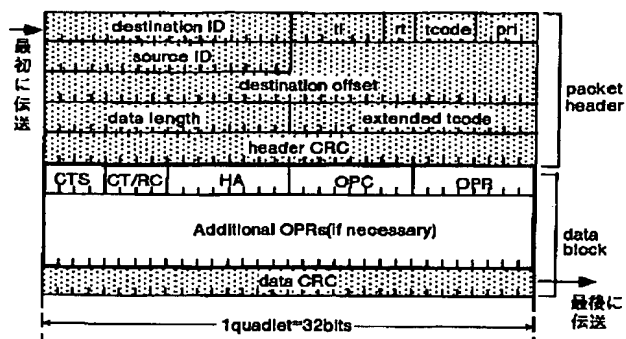 最初に伝送
destination ID tl rt tcode pri
source ID
destination offset
data length extended tcode
header CRC
packet header
CTS CT/RC HA OPC OPR
Additional OPRs(if necessary)
data block
data CRC
最後に伝送
1quadlet=32bits